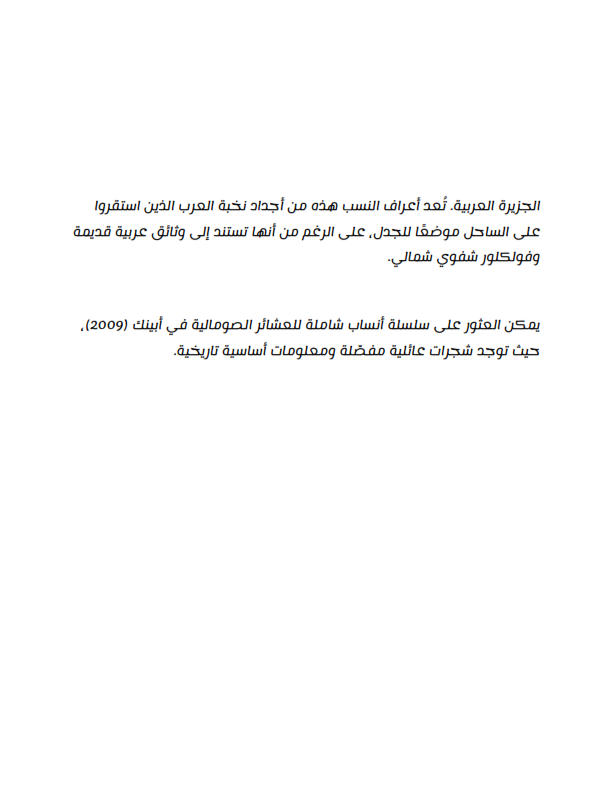 الجزيرة العربية. تُعد أعراف النسب هذه من أجداد نخبة العرب الذين استقروا
على الساحل موضعًا للجدل، على الرغم من أنها تستند إلى وثائق عربية قديمة
وفولكلور شفوي شمالي.
يمكن العثور على سلسلة أنساب شاملة للعشائر الصومالية في أبينك (2009)،
حيث توجد شجرات عائلية مفصّلة ومعلومات أساسية تاريخية.